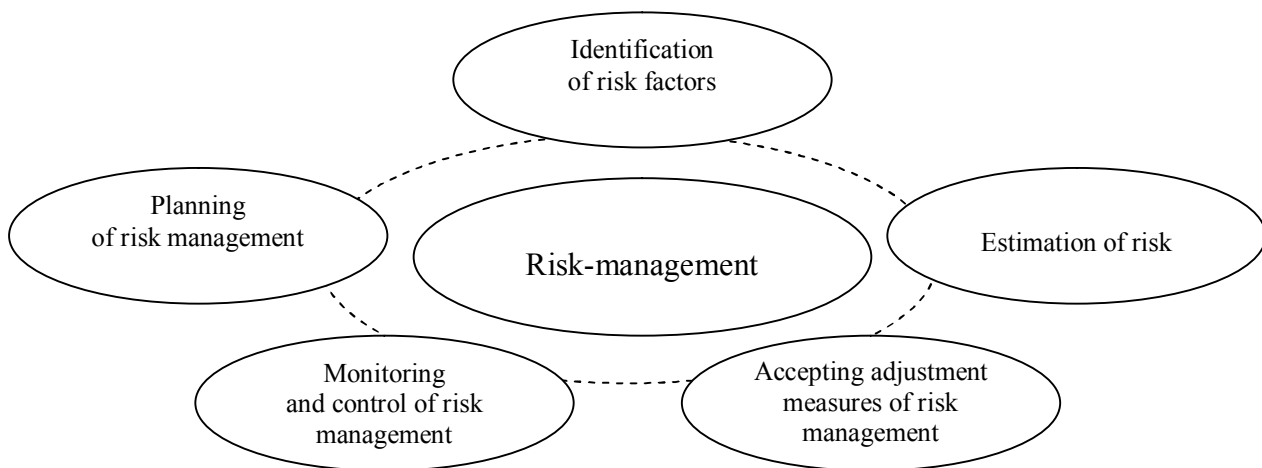 Identification
of risk factors
Planning
of risk management
Estimation of risk
Risk-management
Monitoring
and control of risk
management
Accepting adjustment
measures of risk
management